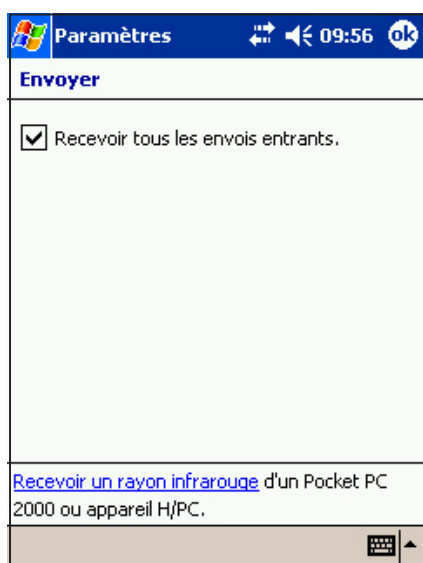 Paramètres 09:56 ok
Envoyer
Recevoir tous les envois entrants.
Recevoir un rayon infrarouge d'un Pocket PC
2000 ou appareil H/PC.